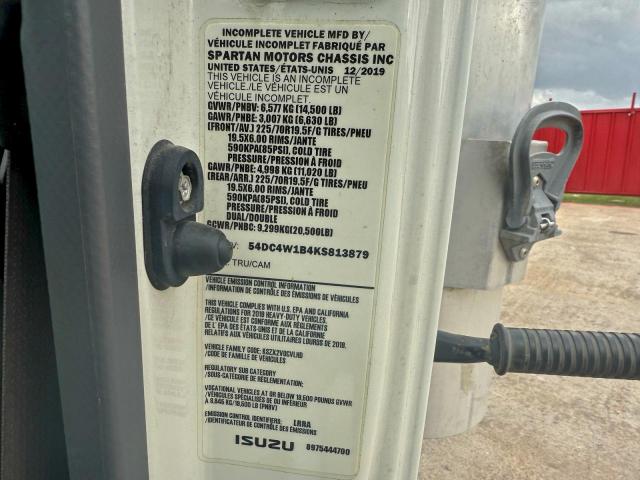 INCOMPLETE VEHICLE MFD BY/
VÉHICULE INCOMPLET FABRIQUÉ PAR
SPARTAN MOTORS CHASSIS INC
UNITED STATES/ÉTATS-UNIS 12/2019
THIS VEHICLE IS AN INCOMPLETE
VEHICLE./LE VÉHICULE EST UN
VÉHICULE INCOMPLET.
GVWR/PNBV: 6,577 KG (14,500 LB)
GAWR/PNBE: 3,007 KG (6,630 LB)
(FRONT/AV.) 225/70R19.5F/G TIRES/PNEU
19.5X6.00 RIMS/JANTE
590KPA(85PSI), COLD TIRE
PRESSURE/PRESSION À FROID
GAWR/PNBE: 4,998 KG (11,020 LB)
(REAR/ARR.) 225/70R19.5F/G TIRES/PNEU
19.5X6.00 RIMS/JANTE
590KPA(85PSI), COLD TIRE
PRESSURE/PRESSION À FROID
DUAL/DOUBLE
GCWR/PNBC: 9,299KG(20,500LB)
54DC4W1B4KS813879
TRU/CAM
VEHICLE EMISSION CONTROL INFORMATION
/INFORMATION DE CONTRÔLE DES ÉMISSIONS DE VÉHICULES
THIS VEHICLE COMPLIES WITH U.S. EPA AND CALIFORNIA
REGULATIONS FOR 2019 HEAVY-DUTY VEHICLES.
/CE VÉHICULE EST CONFORME AUX RÈGLEMENTS
DE L' EPA DES ÉTATS-UNIS ET DE LA CALIFORNIE
RELATIFS AUX VÉHICULES UTILITAIRES LOURDS DE 2019.
VEHICLE FAMILY CODE: KSZX2VOCVLHD
/CODE DE FAMILLE DE VÉHICULES
REGULATORY SUB CATEGORY
/SOUS-CATÉGORIE DE RÉGLEMENTATION:
VOCATIONAL VEHICLES AT OR BELOW 19,500 POUNDS GVWR
/VÉHICULES SPÉCIALISÉS DE OU INFÉRIEUR
À 8,845 KG/19,500 LB (PNBV)
EMISSION CONTROL IDENTIFIERS: LRRA
/IDENTIFICATEUR DE CONTRÔLE DES ÉMISSIONS
ISUZU 8975444700